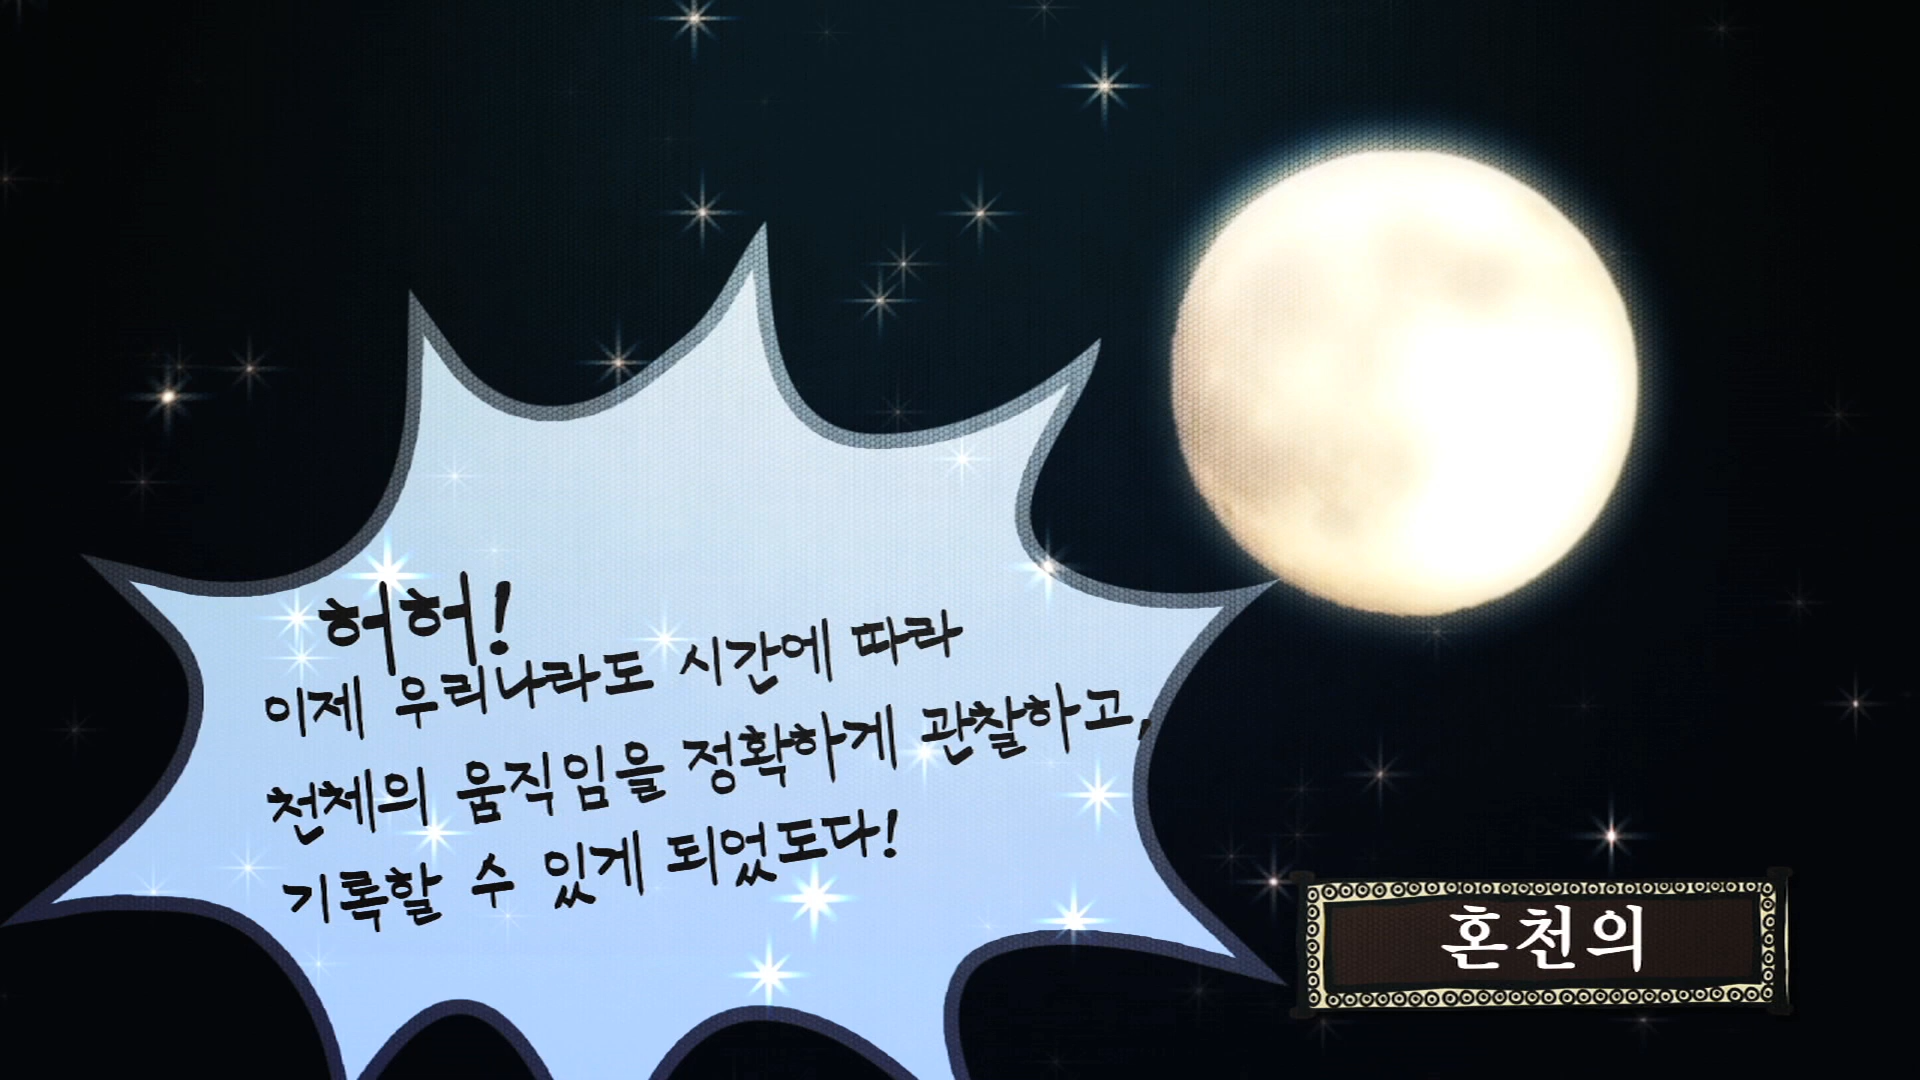 허허!
이제 우리나라도 시간에 따라
천체의 움직임을 정확하게 관찰하고,
기록할 수 있게 되었도다!
혼천의